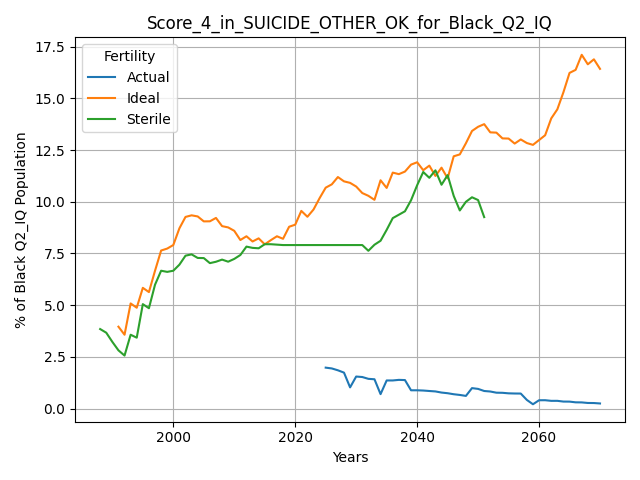 Score_4_in_SUICIDE_OTHER_OK_for_Black_Q2_IQ
Fertility
Actual
Ideal
Sterile
% of Black Q2_IQ Population
17.5
15.0
12.5
10.0
7.5
5.0
2.5
0.0
2000
2020
2040
2060
Years